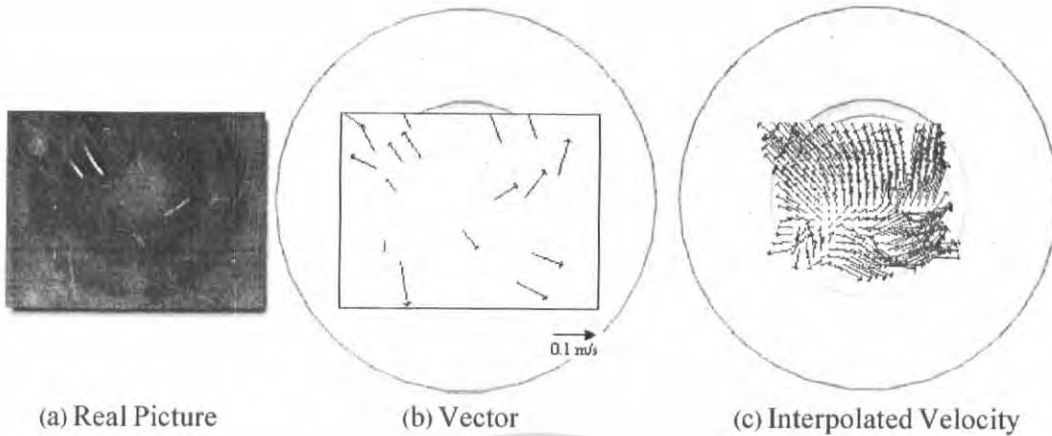 0.1 m/s
(a) Real Picture
(b) Vector
(c) Interpolated Velocity